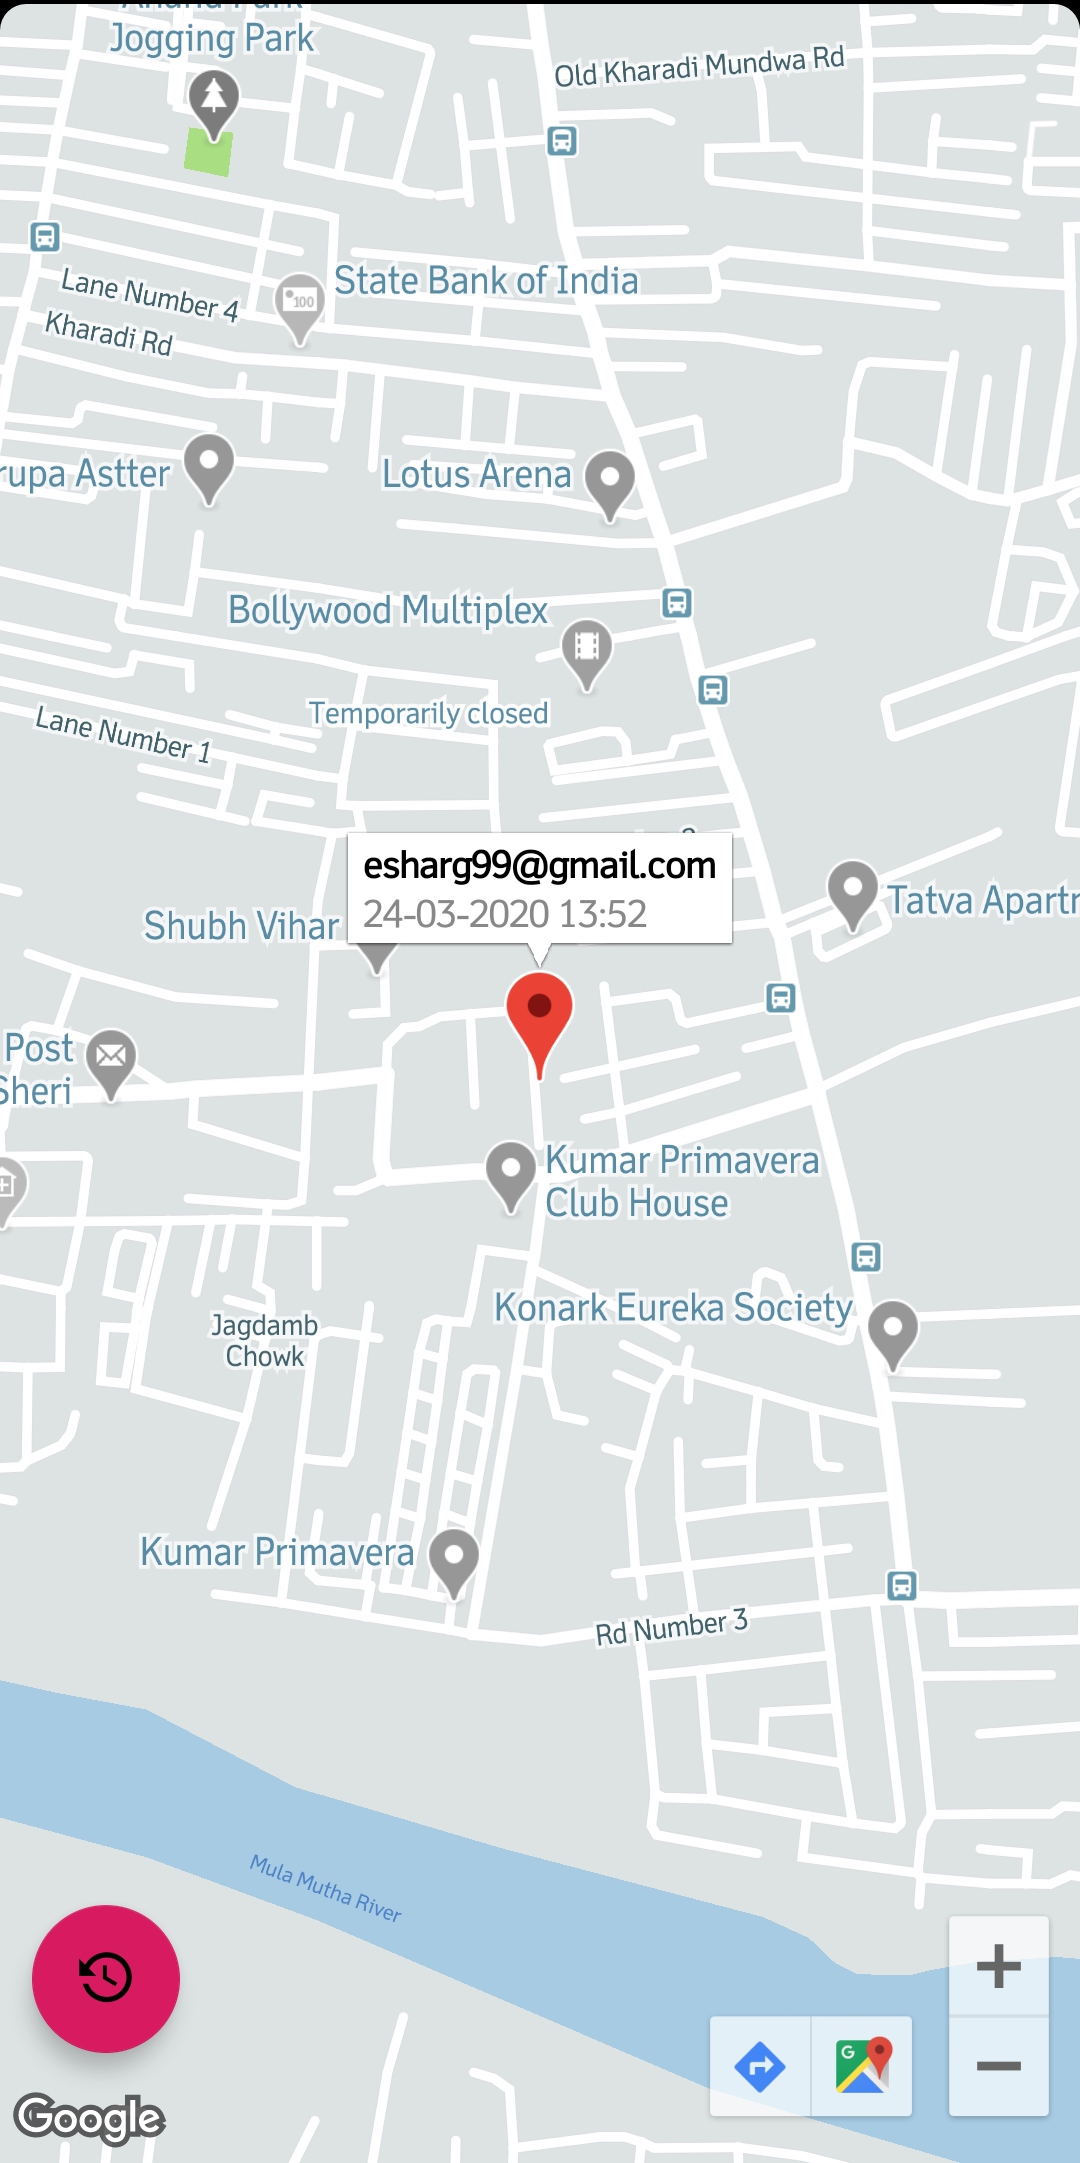 Jogging Park
Old Kharadi Mundwa Rd
State Bank of India
100
Lane Number 4
Kharadi Rd
rupa Astter
Lotus Arena
Bollywood Multiplex
Temporarily closed
Lane Number 1
esharg99@gmail.com
24-03-2020 13:52
Shubh Vihar
Tatva Apartr
Post
Sheri
Kumar Primavera
Club House
Konark Eureka Society
Jagdamb
Chowk
Kumar Primavera
Rd Number 3
Mula Mutha River
G
Google